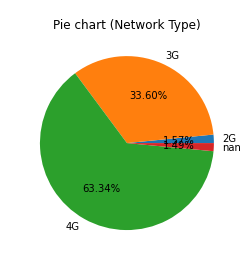 Pie chart (Network Type)
3G
33.60%
2G
1.57%
nan
1.49%
63.34%
4G